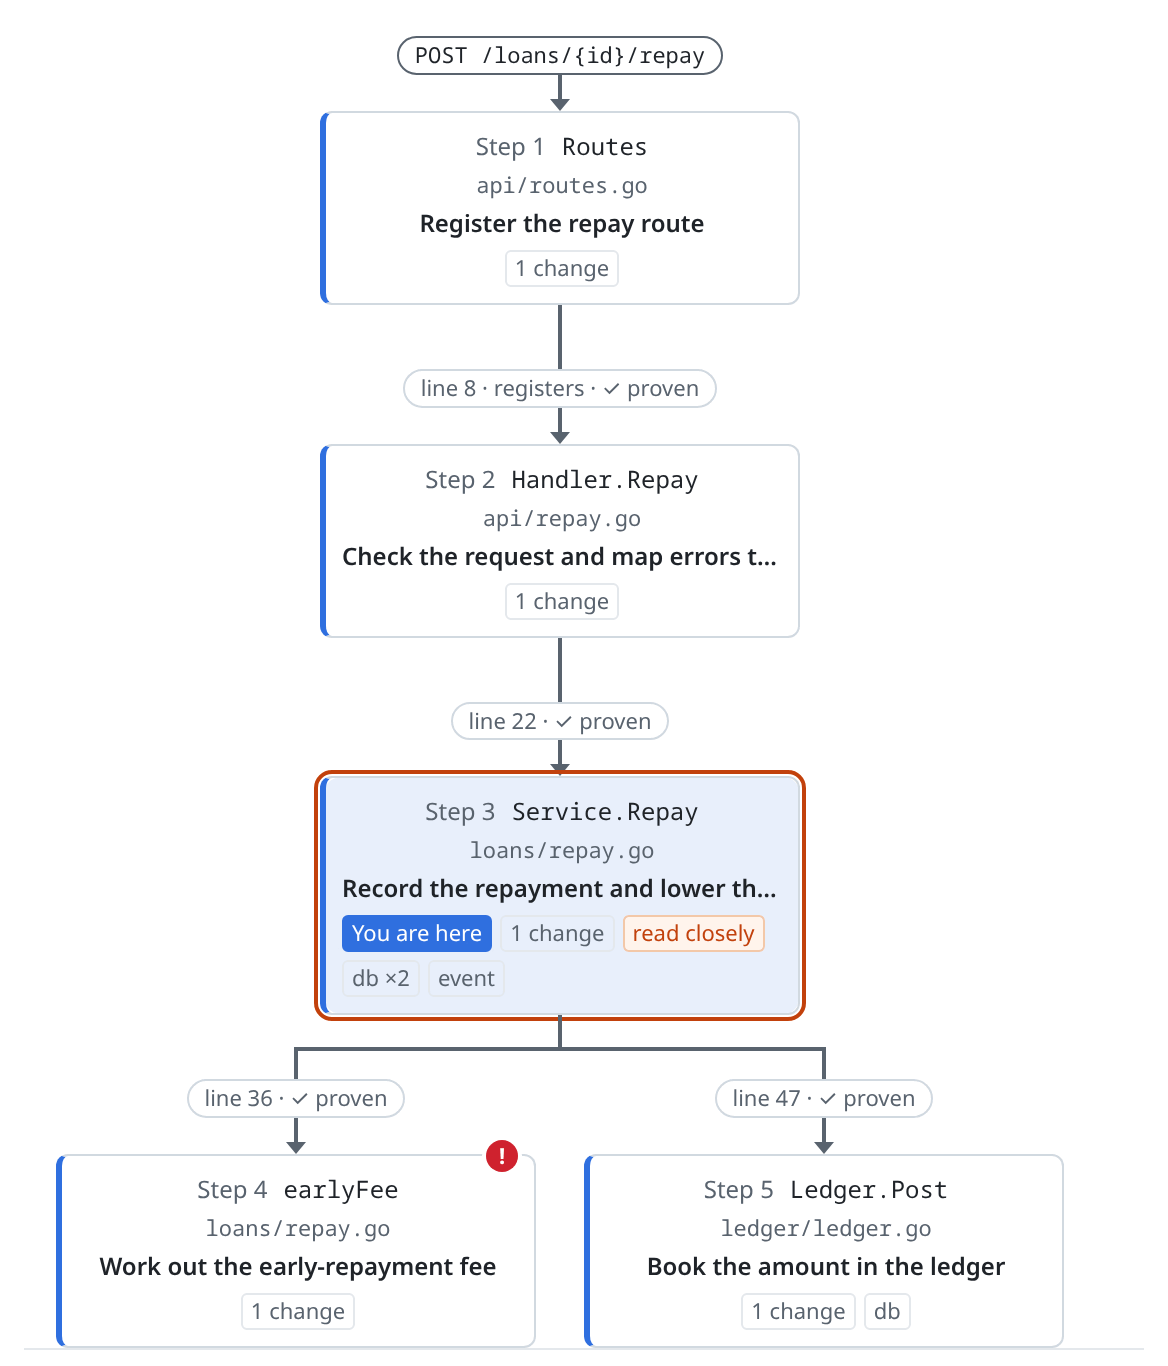 POST /loans/{id}/repay
Step 1 Routes
api/routes.go
Register the repay route
1 change
line 8 · registers · ✓ proven
Step 2 Handler.Repay
api/repay.go
Check the request and map errors t...
1 change
line 22 · ✓ proven
Step 3 Service.Repay
loans/repay.go
Record the repayment and lower th...
You are here 1 change read closely
db ×2 event
line 36 · ✓ proven
line 47 · ✓ proven
!
Step 4 earlyFee
loans/repay.go
Work out the early-repayment fee
1 change
Step 5 Ledger.Post
ledger/ledger.go
Book the amount in the ledger
1 change db